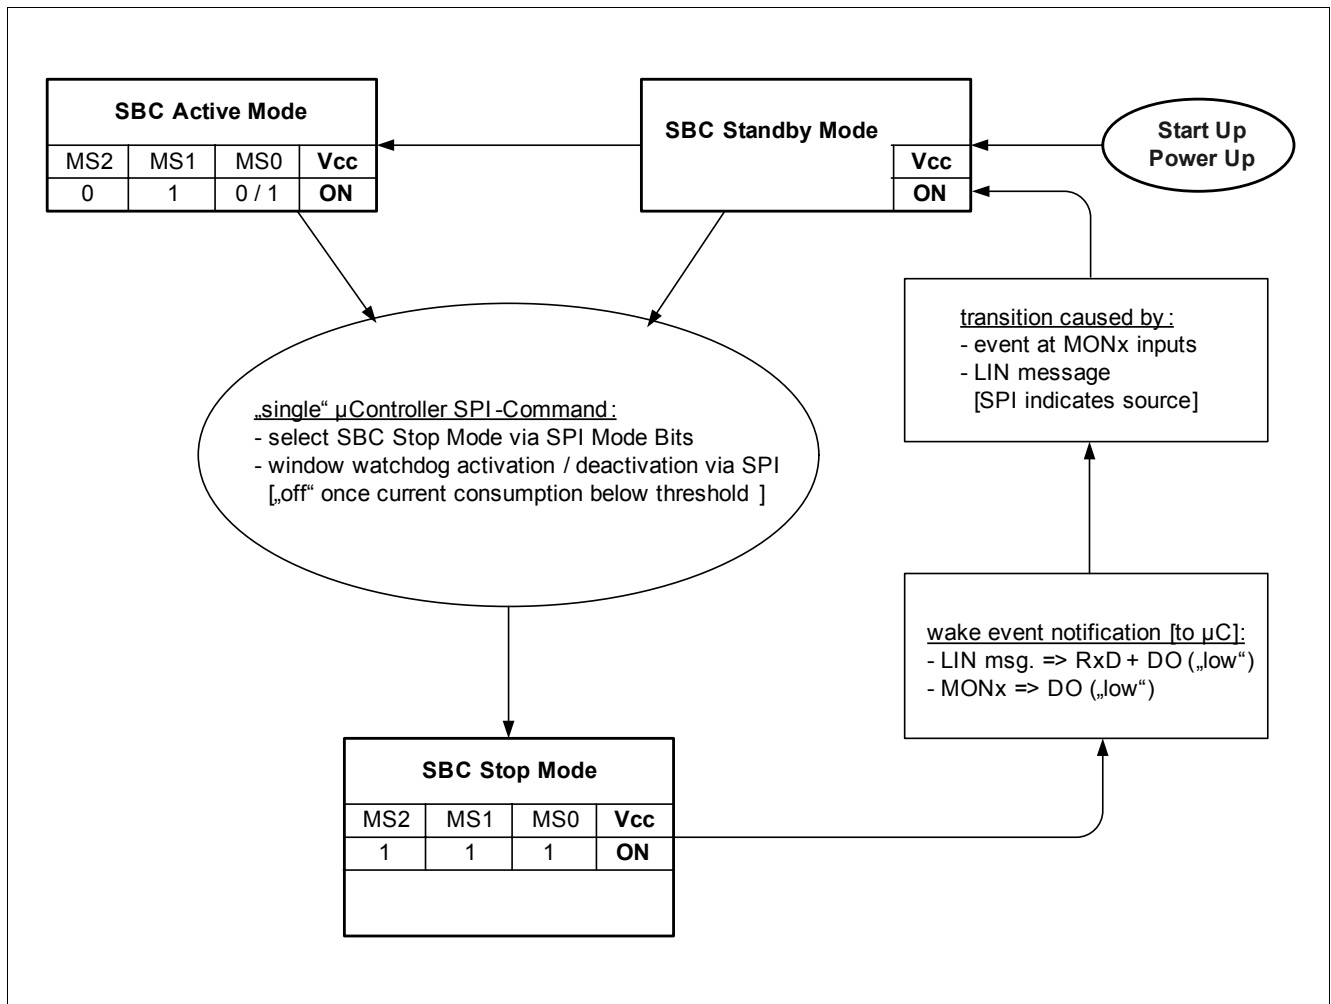 SBC Active Mode
MS2 MS1 MS0 Vcc
0 1 0 / 1 ON
SBC Standby Mode
Vcc
ON
Start Up
Power Up
transition caused by:
- event at MONx inputs
- LIN message
[SPI indicates source]
„single“ µController SPI-Command:
- select SBC Stop Mode via SPI Mode Bits
- window watchdog activation / deactivation via SPI
[„off“ once current consumption below threshold ]
wake event notification [to µC]:
- LIN msg. => RxD + DO („low“)
- MONx => DO („low“)
SBC Stop Mode
MS2 MS1 MS0 Vcc
1 1 1 ON